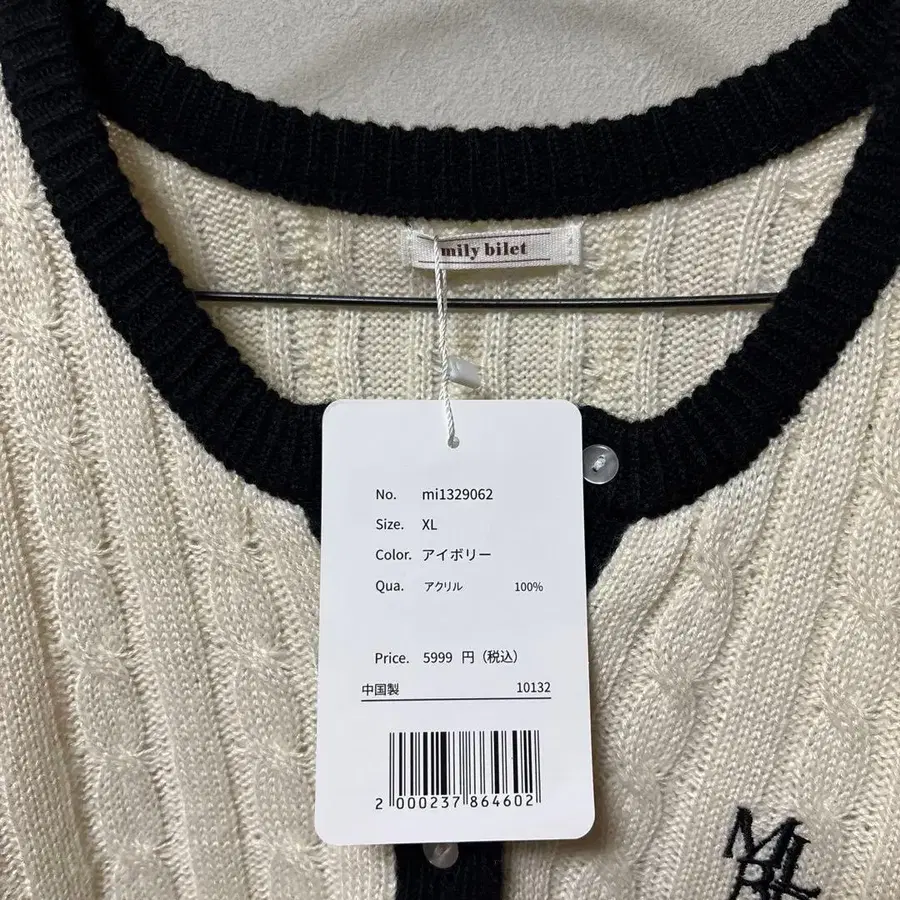 mily bilet
No. mi1329062
Size. XL
Color. アイボリー
Qua. アクリル 100%
Price. 5999 円 (税込)
中国製 10132
2 000237 864602
ML